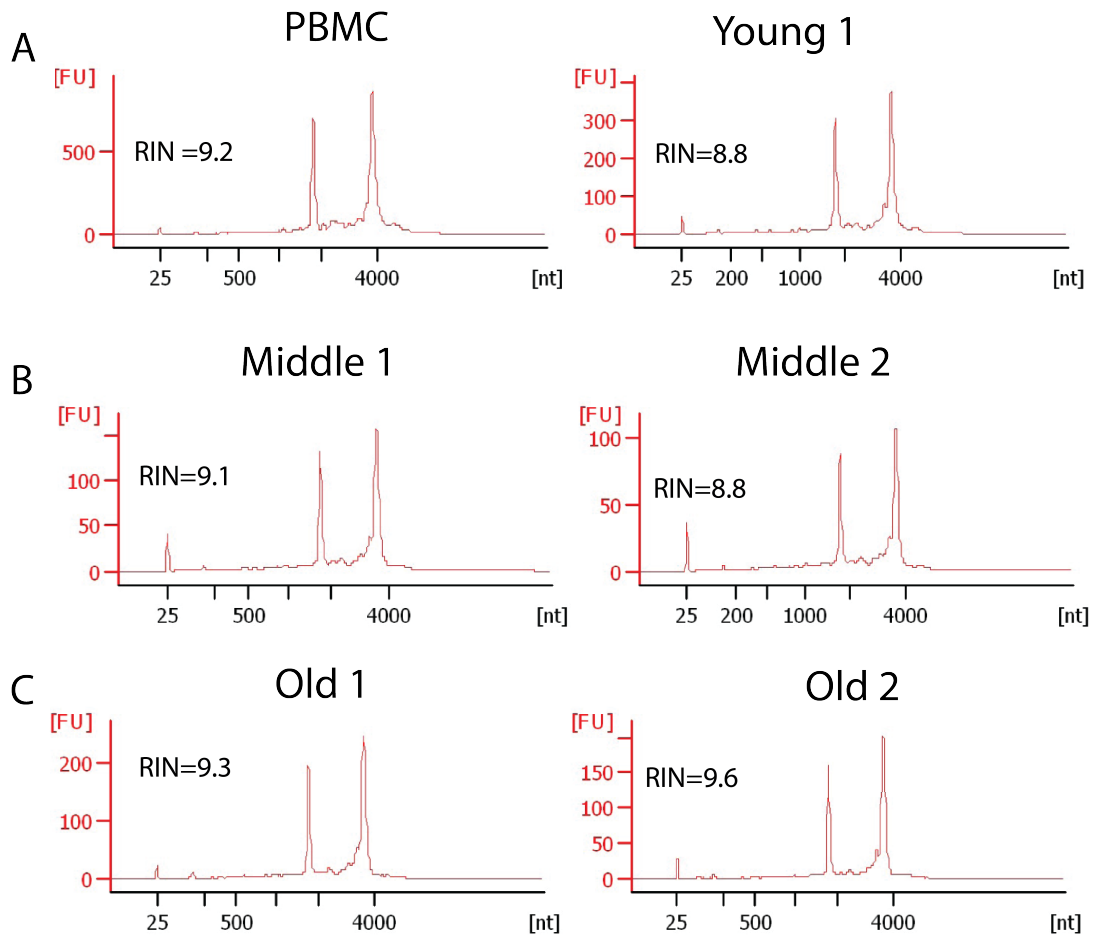 A
PBMC
Young 1
[FU]
RIN =9.2
500
0
25 500 4000 [nt]
[FU]
RIN=8.8
300
200
100
0
25 200 1000 4000 [nt]
B
Middle 1
Middle 2
[FU]
RIN=9.1
100
50
0
25 500 4000 [nt]
[FU]
RIN=8.8
100
50
0
25 200 1000 4000 [nt]
C
Old 1
Old 2
[FU]
RIN=9.3
200
100
0
25 500 4000 [nt]
[FU]
RIN=9.6
150
100
50
0
25 500 4000 [nt]